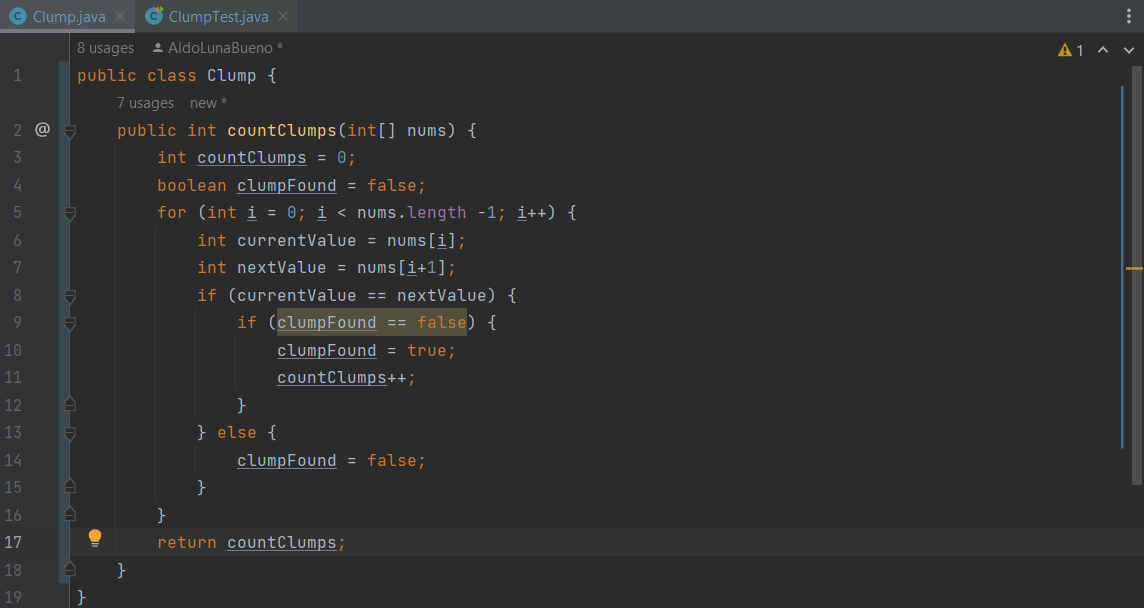 Clump.java ClumpTest.java
8 usages AldoLunaBueno *
1
1 public class Clump {
7 usages new *
2 @ public int countClumps(int[] nums) {
3 int countClumps = 0;
4 boolean clumpFound = false;
5 for (int i = 0; i < nums.length -1; i++) {
6 int currentValue = nums[i];
7 int nextValue = nums[i+1];
8 if (currentValue == nextValue) {
9 if (clumpFound == false) {
10 clumpFound = true;
11 countClumps++;
12 }
13 } else {
14 clumpFound = false;
15 }
16 }
17 return countClumps;
18 }
19 }